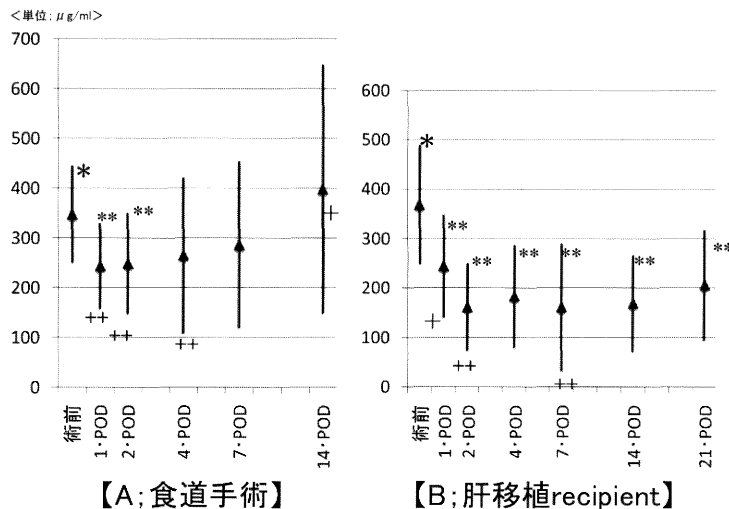 <単位; μg/ml>
700
600
500
400
300
200
100
0
*
**
**
++
++
++
+
術前
1・POD
2・POD
4・POD
7・POD
14・POD
【A;食道手術】
600
500
400
300
200
100
0
*
**
**
**
**
**
**
+
++
++
術前
1・POD
2・POD
4・POD
7・POD
14・POD
21・POD
【B;肝移植recipient】